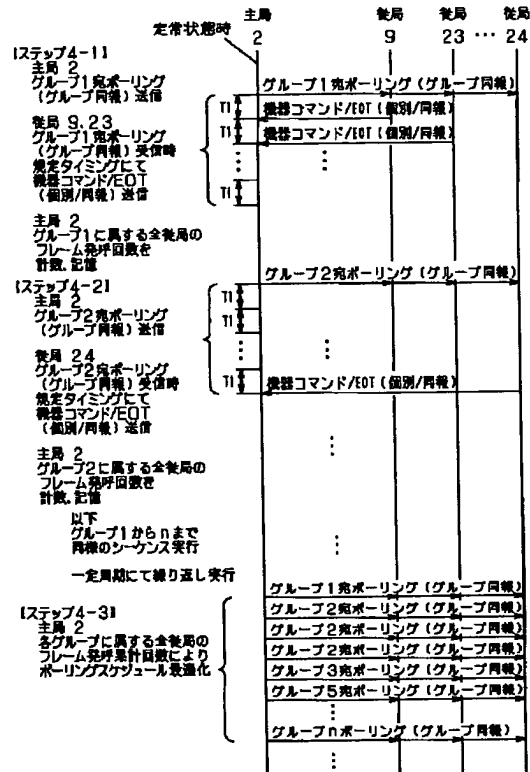 主局
2
従局
9
従局
23
…
従局
24
定常状態時
[ステップ4-1]
主局 2
グループ1宛ポーリング
(グループ同報) 送信
従局 9,23
グループ1宛ポーリング
(グループ同報) 受信時
規定タイミングにて
機器コマンド/EOT
(個別/同報) 送信
主局 2
グループ1に属する全従局の
フレーム発呼回数を
計数、記憶
グループ1宛ポーリング (グループ同報)
T1
機器コマンド/EOT (個別/同報)
T1
機器コマンド/EOT (個別/同報)
T1
[ステップ4-2]
主局 2
グループ2宛ポーリング
(グループ同報) 送信
従局 24
グループ2宛ポーリング
(グループ同報) 受信時
規定タイミングにて
機器コマンド/EOT
(個別/同報) 送信
主局 2
グループ2に属する全従局の
フレーム発呼回数を
計数、記憶
グループ2宛ポーリング (グループ同報)
T1
T1
T1
機器コマンド/EOT (個別/同報)
以下
グループ1からnまで
同様のシーケンス実行
一定周期にて繰り返し実行
[ステップ4-3]
主局 2
各グループに属する全従局の
フレーム発呼累計回数により
ポーリングスケジュール最適化
グループ1宛ポーリング (グループ同報)
グループ2宛ポーリング (グループ同報)
グループ2宛ポーリング (グループ同報)
グループ2宛ポーリング (グループ同報)
グループ3宛ポーリング (グループ同報)
グループ5宛ポーリング (グループ同報)
グループnポーリング (グループ同報)